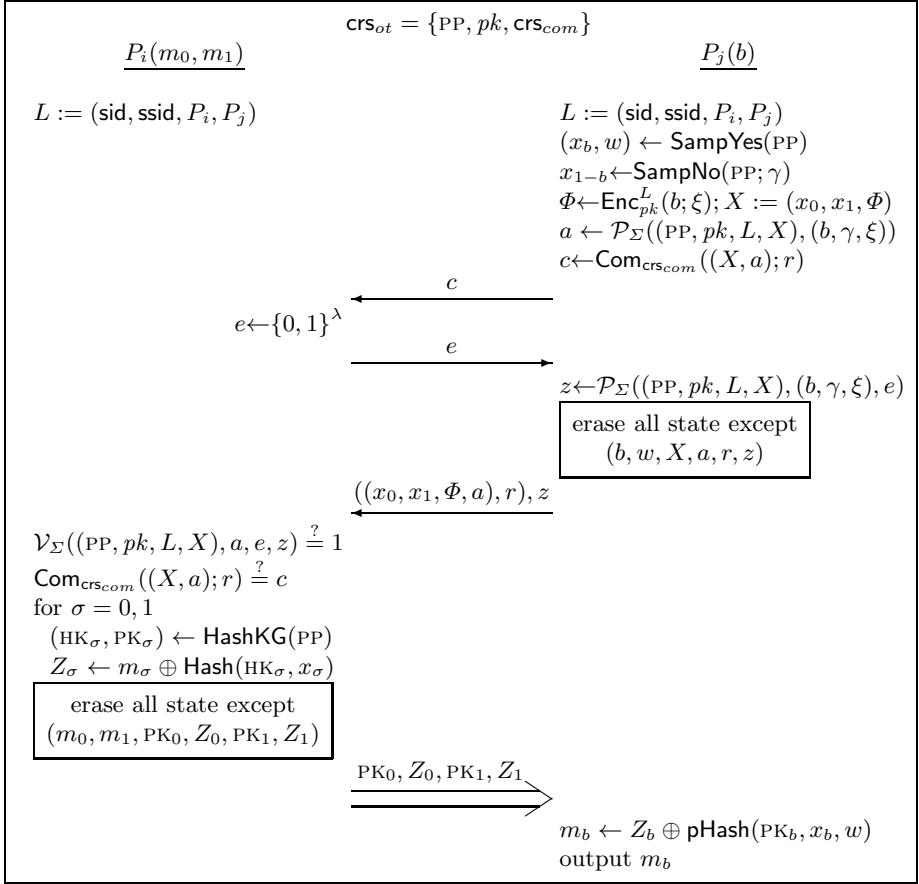 crs_ot = {PP, pk, crs_com}
P_i(m_0, m_1)
P_j(b)
L := (sid, ssid, P_i, P_j)
L := (sid, ssid, P_i, P_j)
(x_b, w) ← SampYes(PP)
x_{1−b}←SampNo(PP; γ)
Φ←Enc^L_{pk}(b; ξ); X := (x_0, x_1, Φ)
a ← P_Σ((PP, pk, L, X), (b, γ, ξ))
c←Com_{crs_com}((X, a); r)
c
e←{0, 1}^λ
e
z←P_Σ((PP, pk, L, X), (b, γ, ξ), e)
erase all state except
(b, w, X, a, r, z)
((x_0, x_1, Φ, a), r), z
V_Σ((PP, pk, L, X), a, e, z) ≟ 1
Com_{crs_com}((X, a); r) ≟ c
for σ = 0, 1
(HK_σ, PK_σ) ← HashKG(PP)
Z_σ ← m_σ ⊕ Hash(HK_σ, x_σ)
erase all state except
(m_0, m_1, PK_0, Z_0, PK_1, Z_1)
PK_0, Z_0, PK_1, Z_1
m_b ← Z_b ⊕ pHash(PK_b, x_b, w)
output m_b